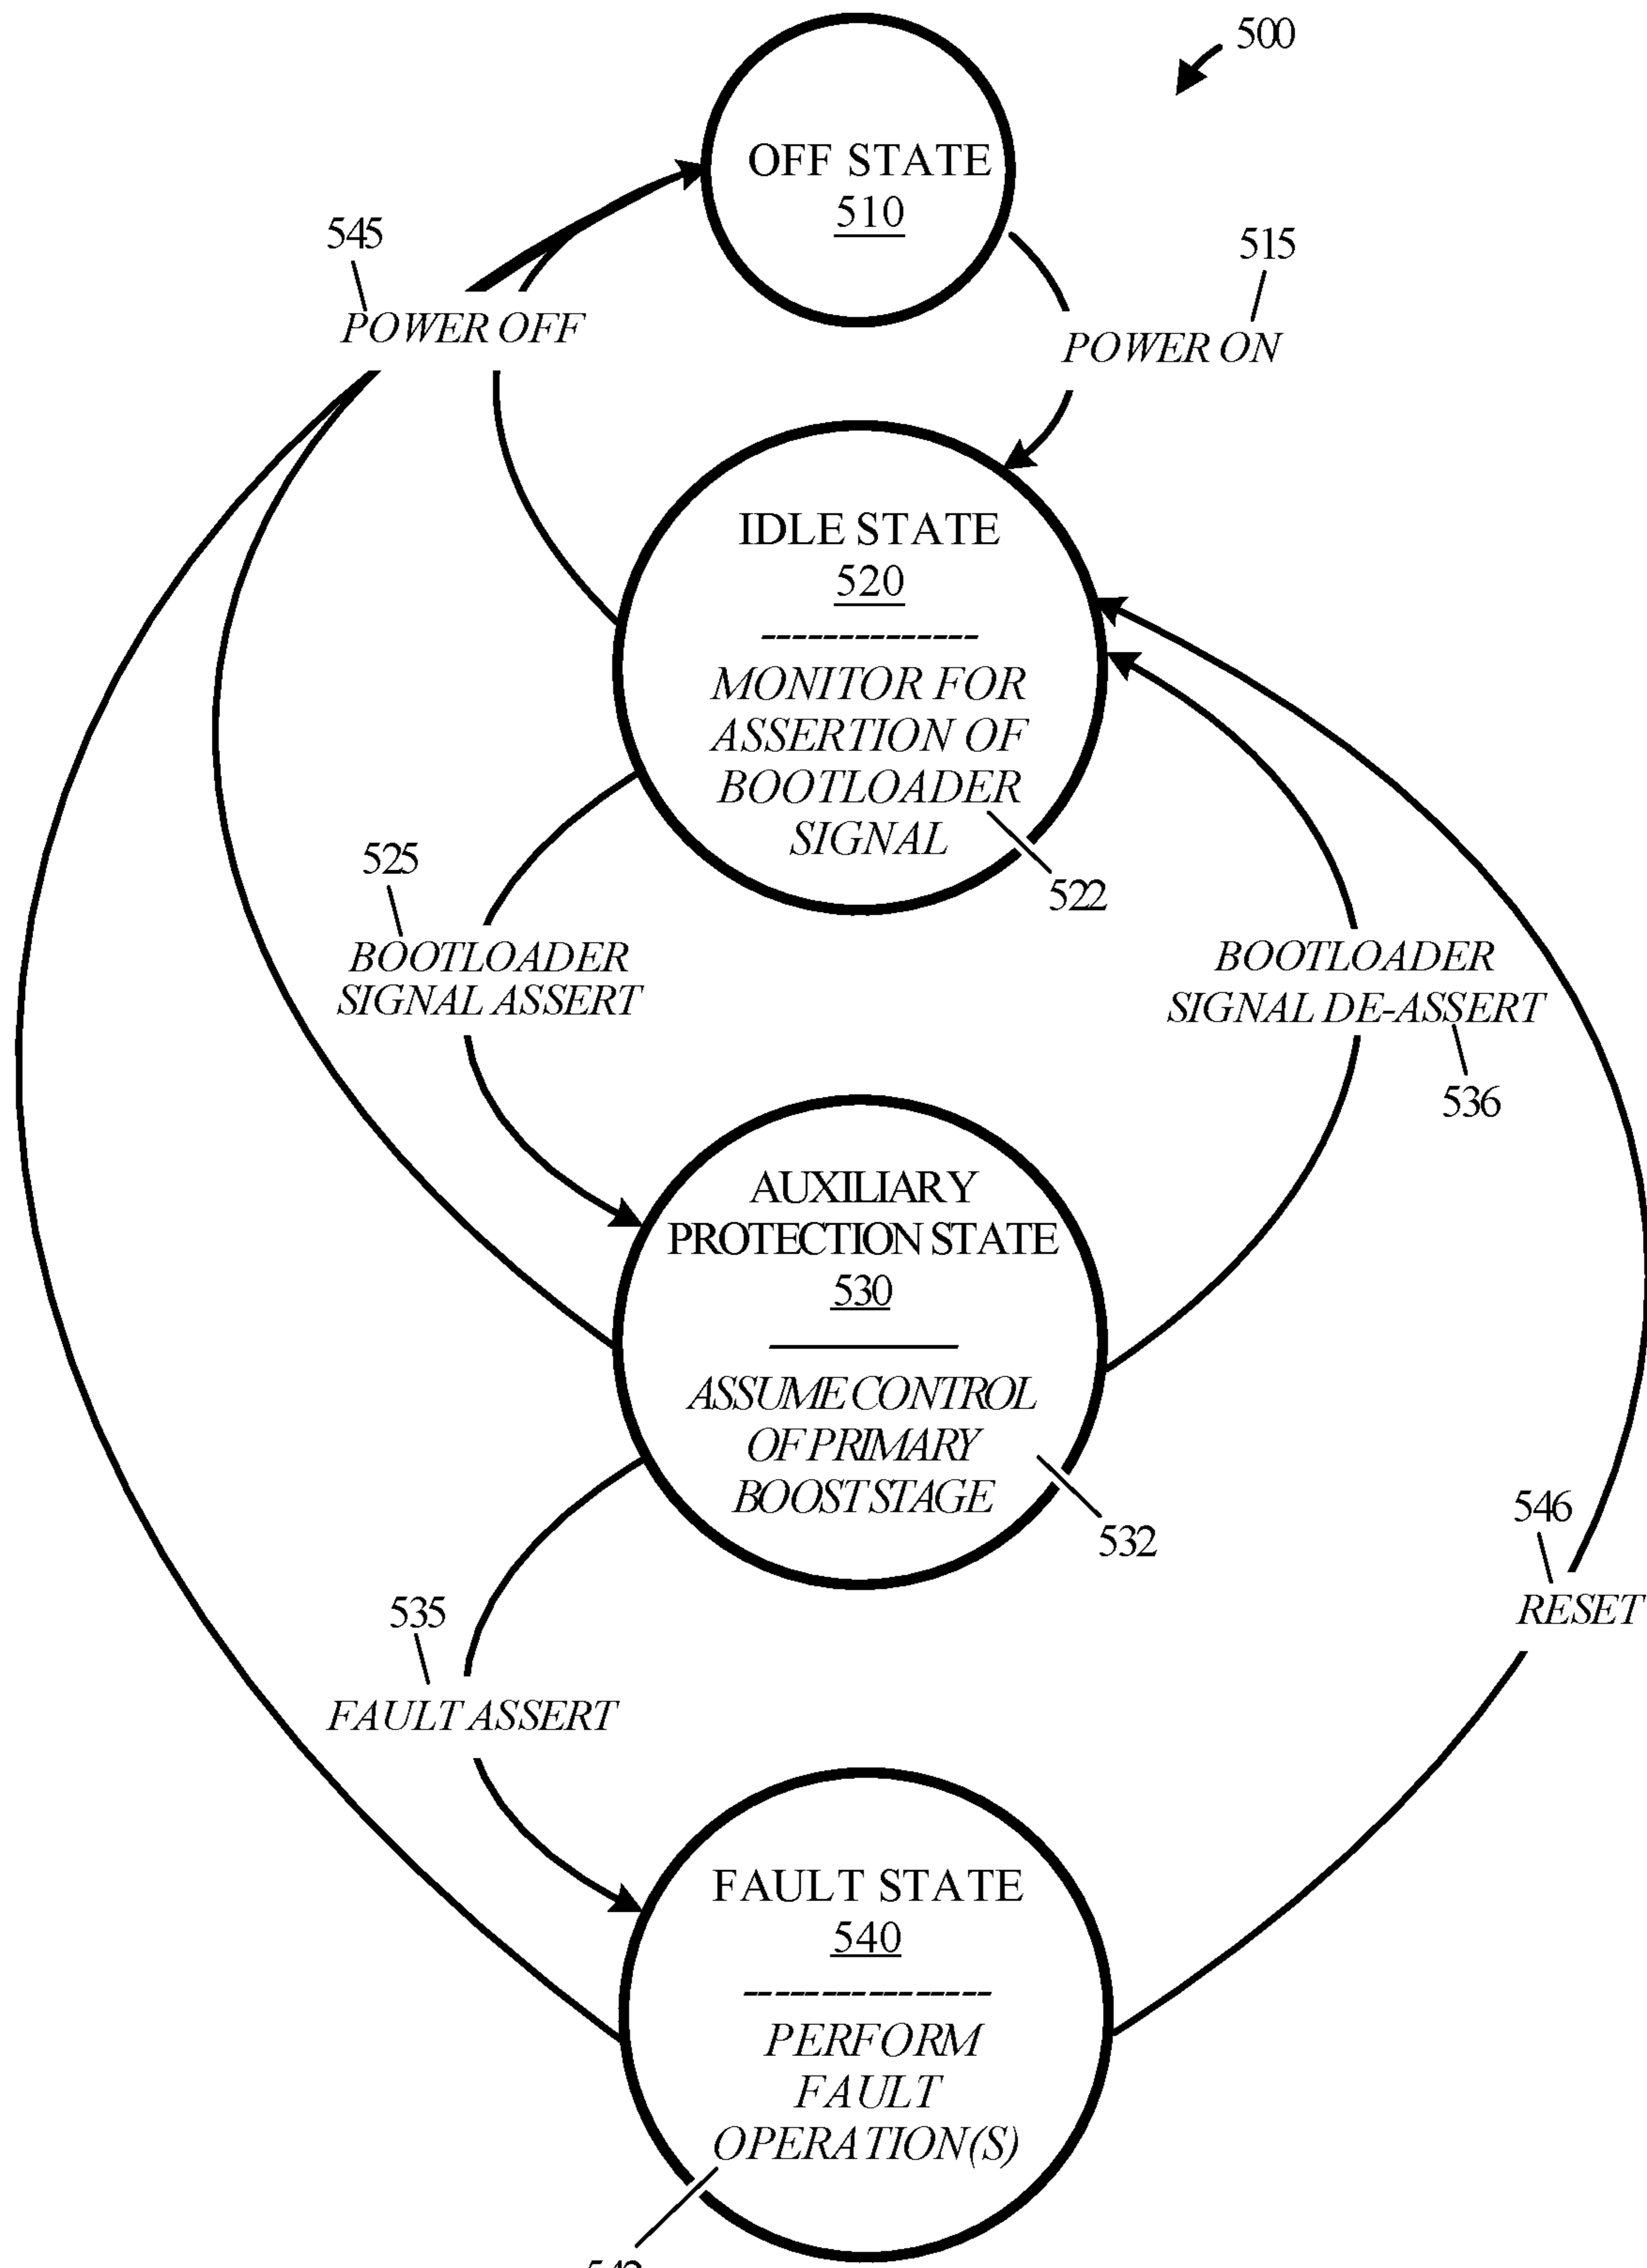 500
OFF STATE
510
545
515
POWER OFF
POWER ON
IDLE STATE
520
MONITOR FOR
ASSERTION OF
BOOTLOADER
SIGNAL
522
525
BOOTLOADER
SIGNAL ASSERT
BOOTLOADER
SIGNAL DE-ASSERT
536
AUXILIARY
PROTECTION STATE
530
ASSUME CONTROL
OF PRIMARY
BOOST STAGE
532
546
RESET
535
FAULT ASSERT
FAULT STATE
540
PERFORM
FAULT
OPERATION(S)